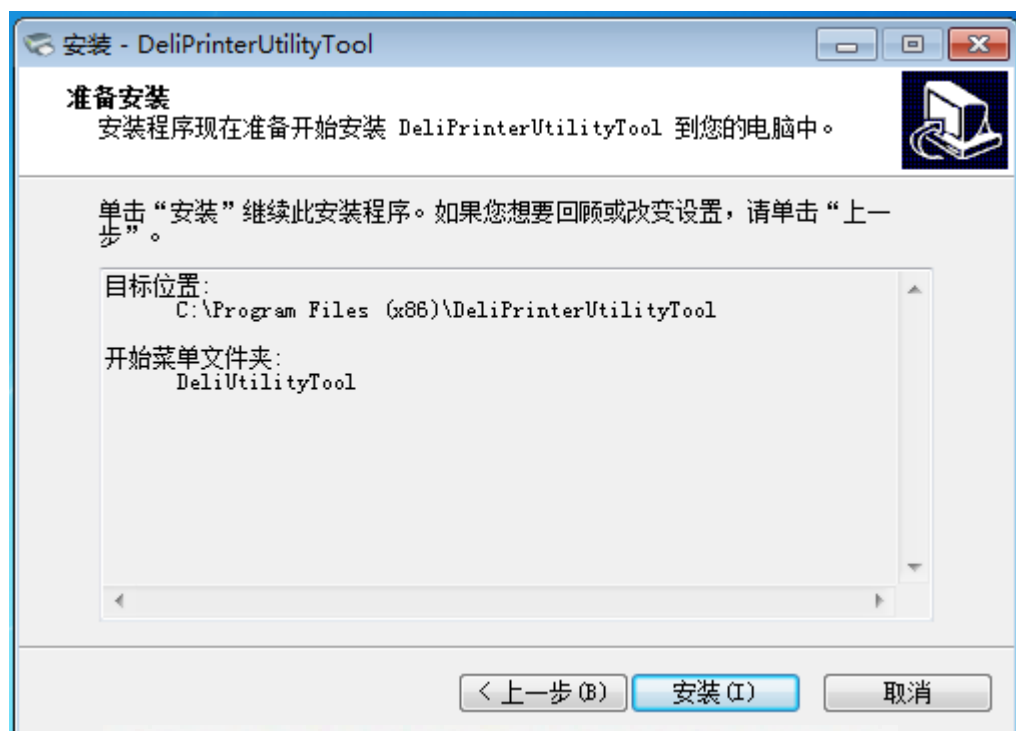 安装 - DeliPrinterUtilityTool
准备安装
安装程序现在准备开始安装 DeliPrinterUtilityTool 到您的电脑中。
单击“安装”继续此安装程序。如果您想要回顾或改变设置，请单击“上一
步”。
目标位置:
C:\Program Files (x86)\DeliPrinterUtilityTool
开始菜单文件夹:
DeliUtilityTool
< 上一步(B)
安装(I)
取消